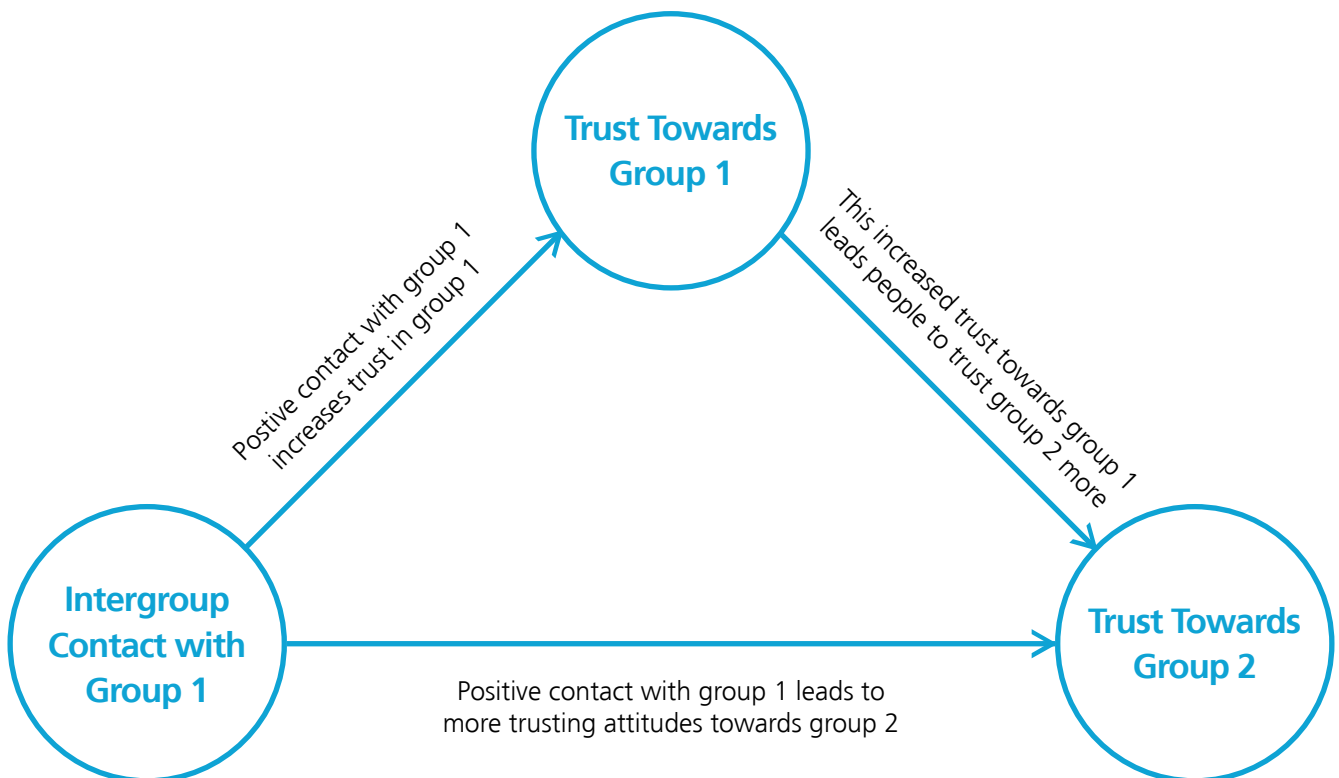 Trust Towards
Group 1
Postive contact with group 1
increases trust in group 1
This increased trust towards group 1
leads people to trust group 2 more
Intergroup
Contact with
Group 1
Trust Towards
Group 2
Positive contact with group 1 leads to
more trusting attitudes towards group 2